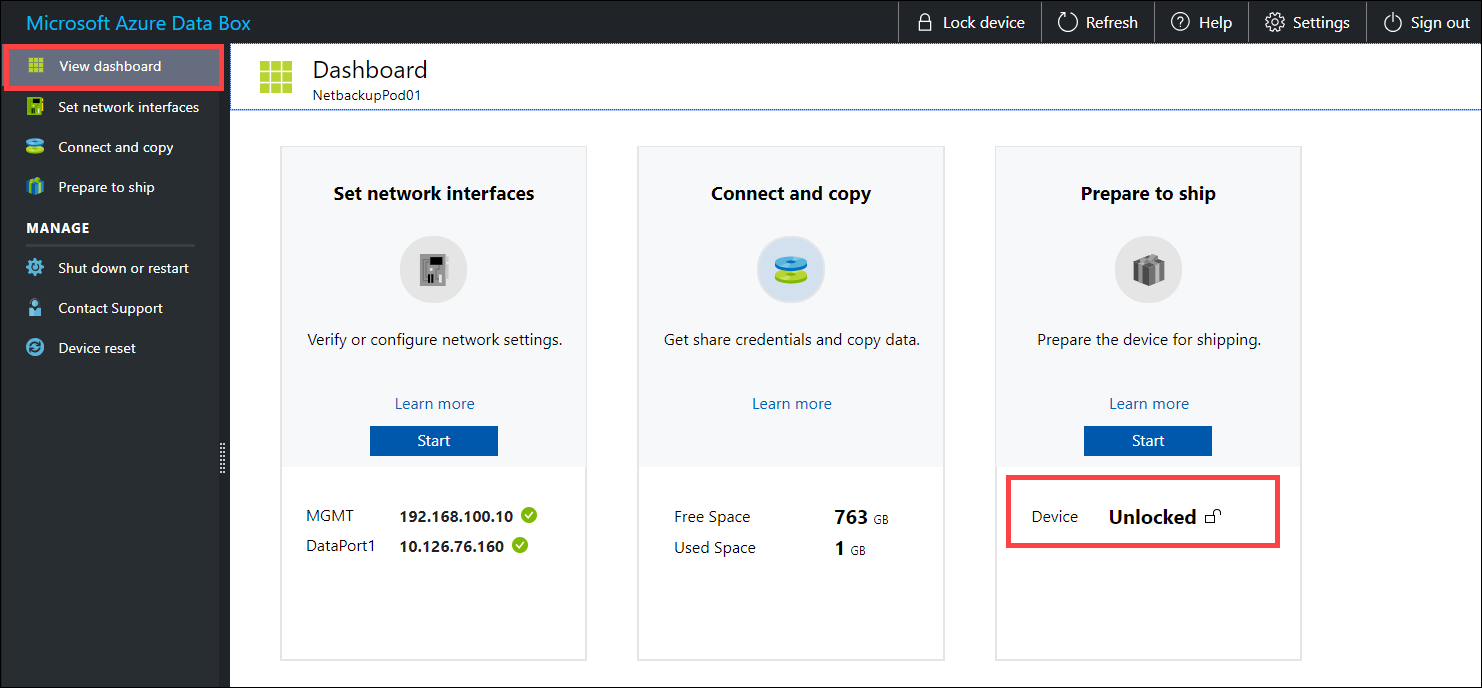 Microsoft Azure Data Box
Lock device
Refresh
Help
Settings
Sign out
View dashboard
Set network interfaces
Connect and copy
Prepare to ship
MANAGE
Shut down or restart
Contact Support
Device reset
Dashboard
NetbackupPod01
Set network interfaces
Verify or configure network settings.
Learn more
Start
MGMT 192.168.100.10
DataPort1 10.126.76.160
Connect and copy
Get share credentials and copy data.
Learn more
Free Space 763 GB
Used Space 1 GB
Prepare to ship
Prepare the device for shipping.
Learn more
Start
Device Unlocked